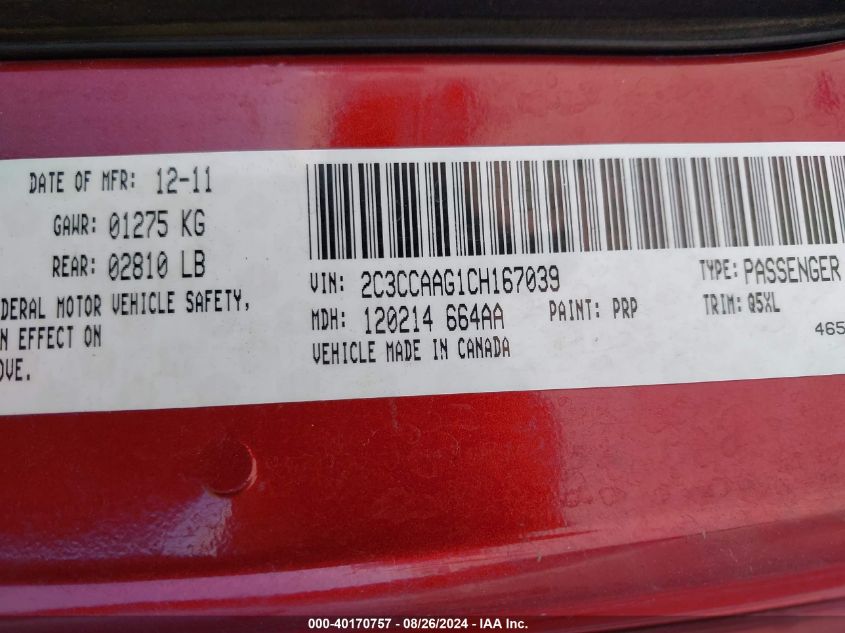 DATE OF MFR: 12-11
GAWR: 01275 KG
REAR: 02810 LB
DERAL MOTOR VEHICLE SAFETY,
N EFFECT ON
OVE.
VIN: 2C3CCAAG1CH167039
TYPE: PASSENGER
MDH: 120214 664AA
PAINT: PRP
TRIM: Q5XL
VEHICLE MADE IN CANADA
465
000-40170757 - 08/26/2024 - IAA Inc.